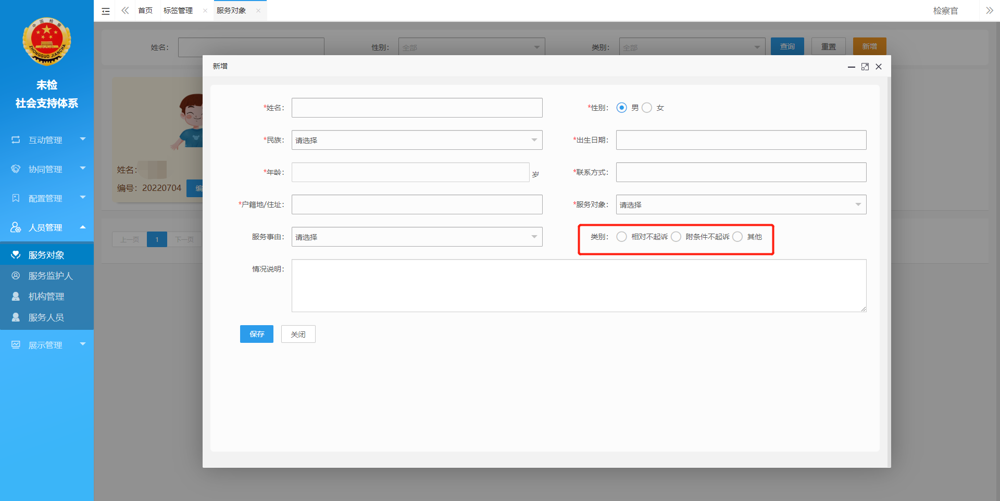 首页
标签管理
服务对象
检察官
中国检察
ZHONGGUO JIANCHA
未检
社会支持体系
互动管理
协同管理
配置管理
人员管理
服务对象
服务监护人
机构管理
服务人员
展示管理
姓名：
性别：
全部
类别：
全部
查询
重置
新增
姓名：
编号：20220704
编
上一页
1
下一页
新增
*姓名：
*性别：
男
女
*民族：
请选择
*出生日期：
*年龄：
岁
*联系方式：
*户籍地/住址：
*服务对象：
请选择
服务事由：
请选择
类别：
相对不起诉
附条件不起诉
其他
情况说明：
保存
关闭